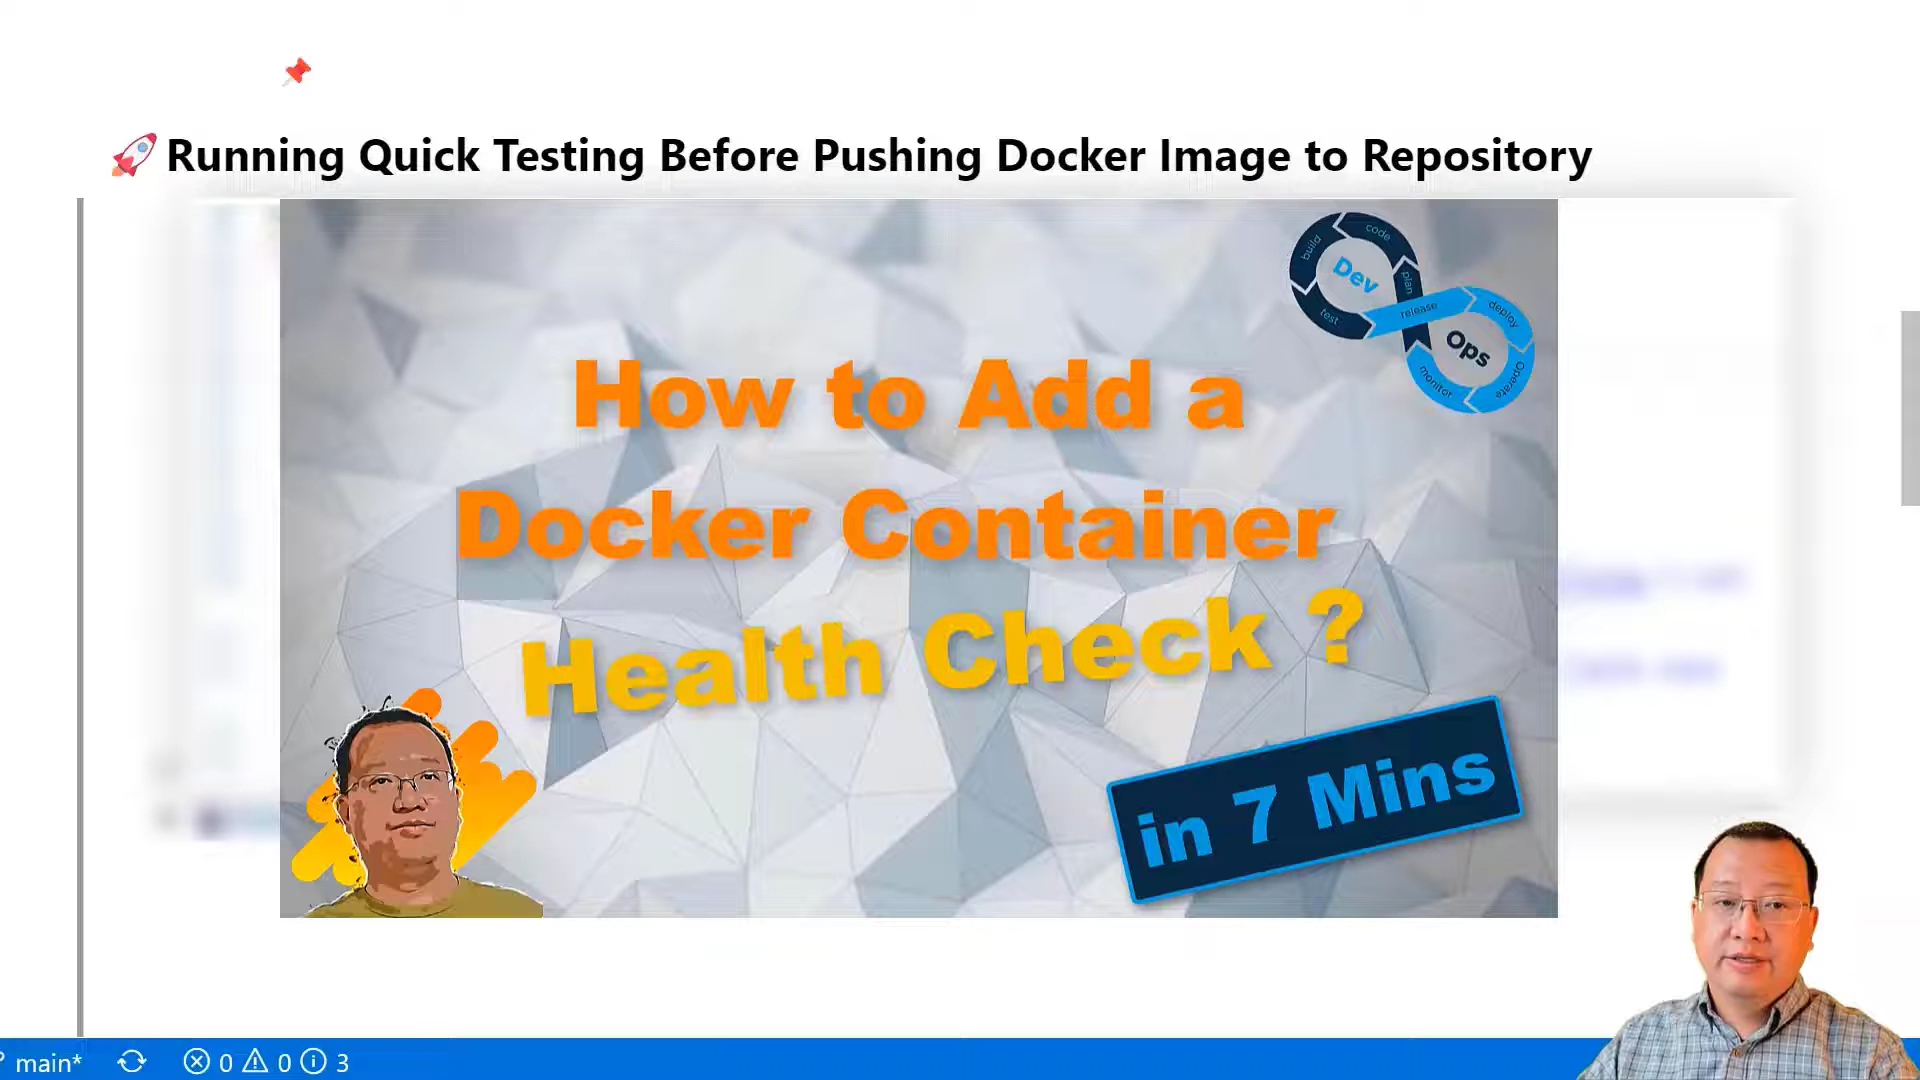 Running Quick Testing Before Pushing Docker Image to Repository
code
build
Dev
plan
test
release
deploy
Ops
monitor
Operate
How to Add a
Docker Container
Health Check ?
in 7 Mins
main* 0 0 3